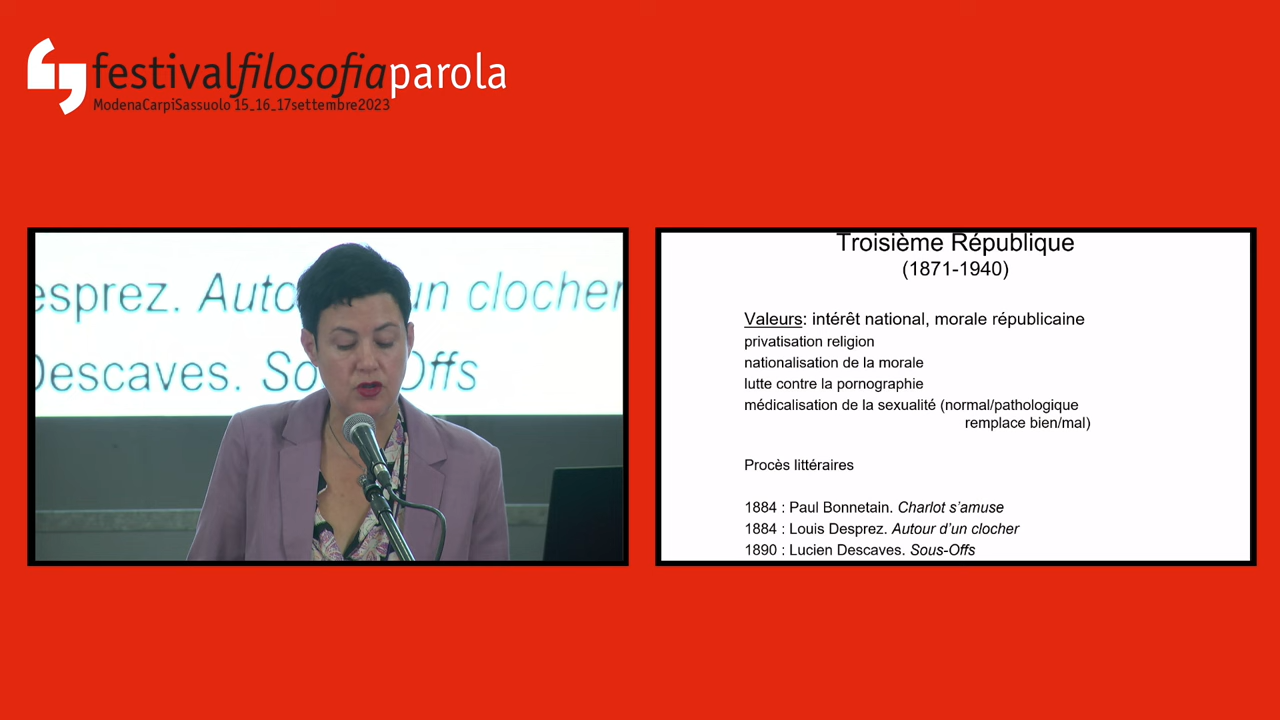 festivalfilosofiaparola
ModenaCarpiSassuolo 15_16_17settembre2023
esprez. Auto un clocher
Descaves. So Offs
Troisième République
(1871-1940)
Valeurs: intérêt national, morale républicaine
privatisation religion
nationalisation de la morale
lutte contre la pornographie
médicalisation de la sexualité (normal/pathologique
remplace bien/mal)
Procès littéraires
1884 : Paul Bonnetain. Charlot s’amuse
1884 : Louis Desprez. Autour d’un clocher
1890 : Lucien Descaves. Sous-Offs